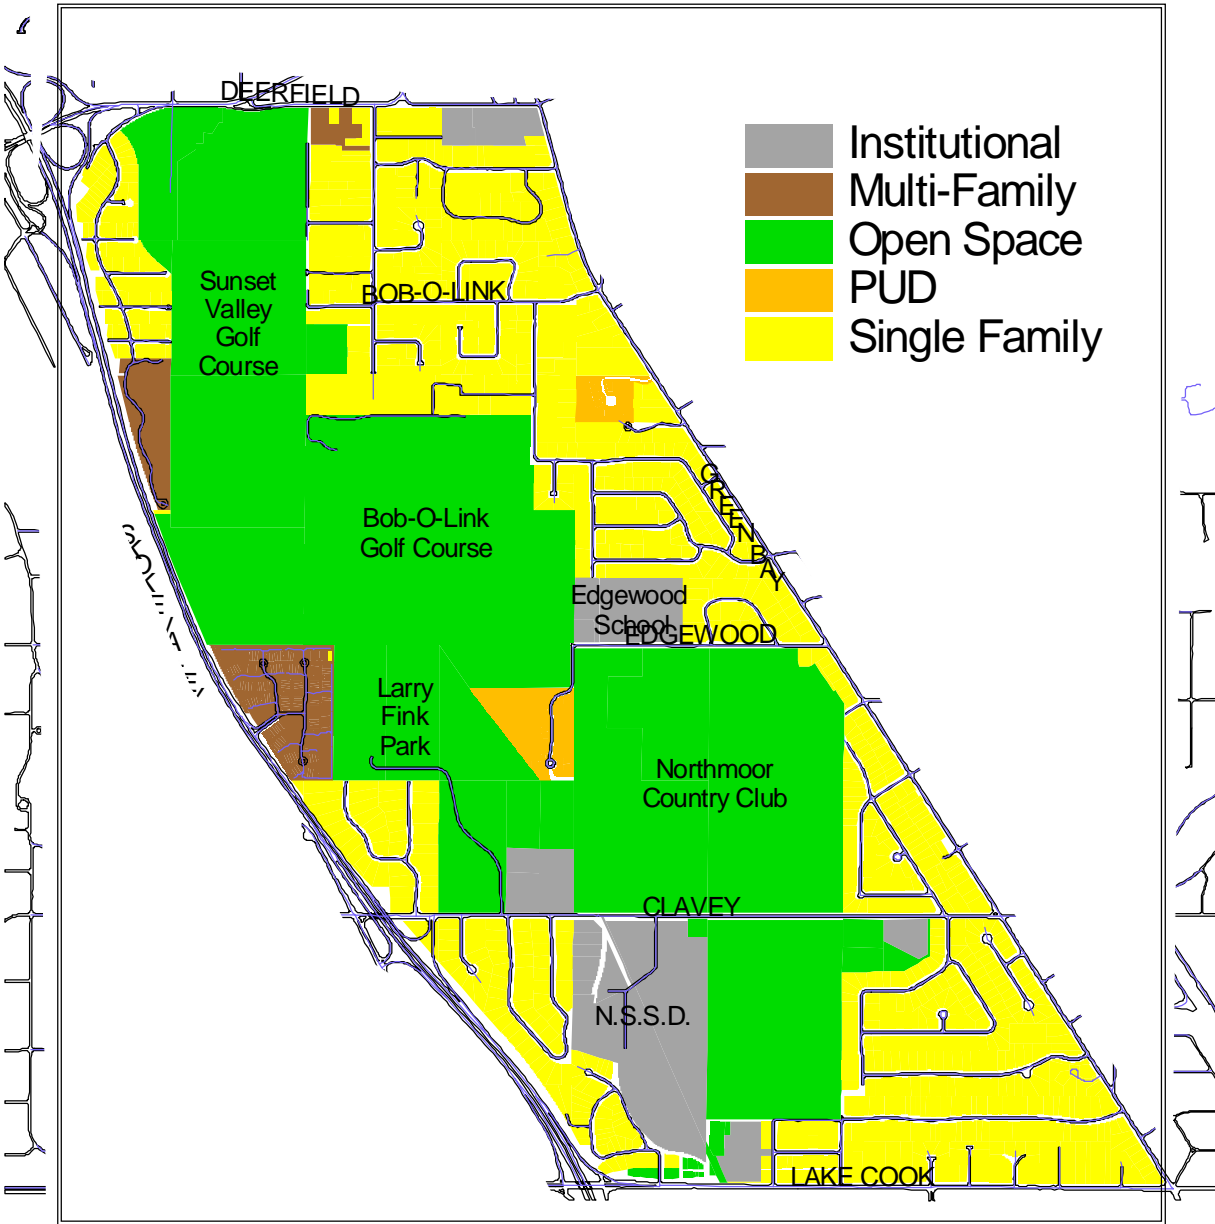 DEERFIELD
Institutional
Multi-Family
Open Space
PUD
Single Family
Sunset
Valley
Golf
Course
BOB-O-LINK
GREEN BAY
Bob-O-Link
Golf Course
Edgewood
School
EDGEWOOD
Larry
Fink
Park
Northmoor
Country Club
CLAVEY
N.S.S.D.
LAKE COOK